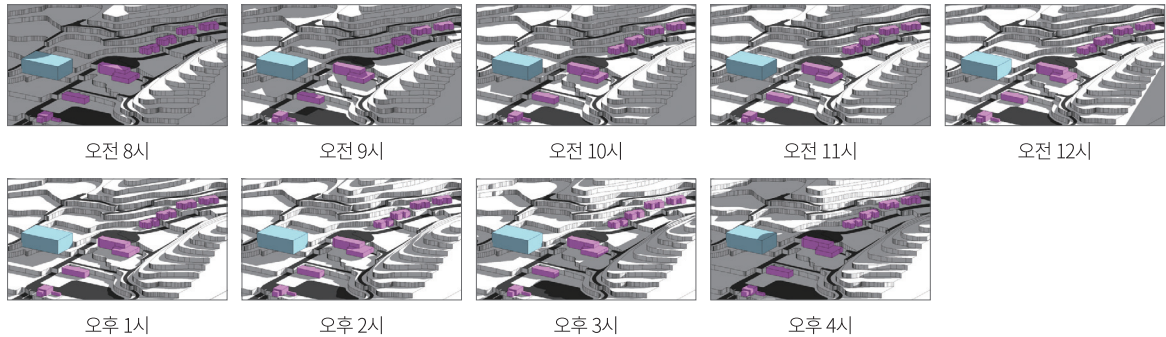 오전 8시
오전 9시
오전 10시
오전 11시
오전 12시
오후 1시
오후 2시
오후 3시
오후 4시